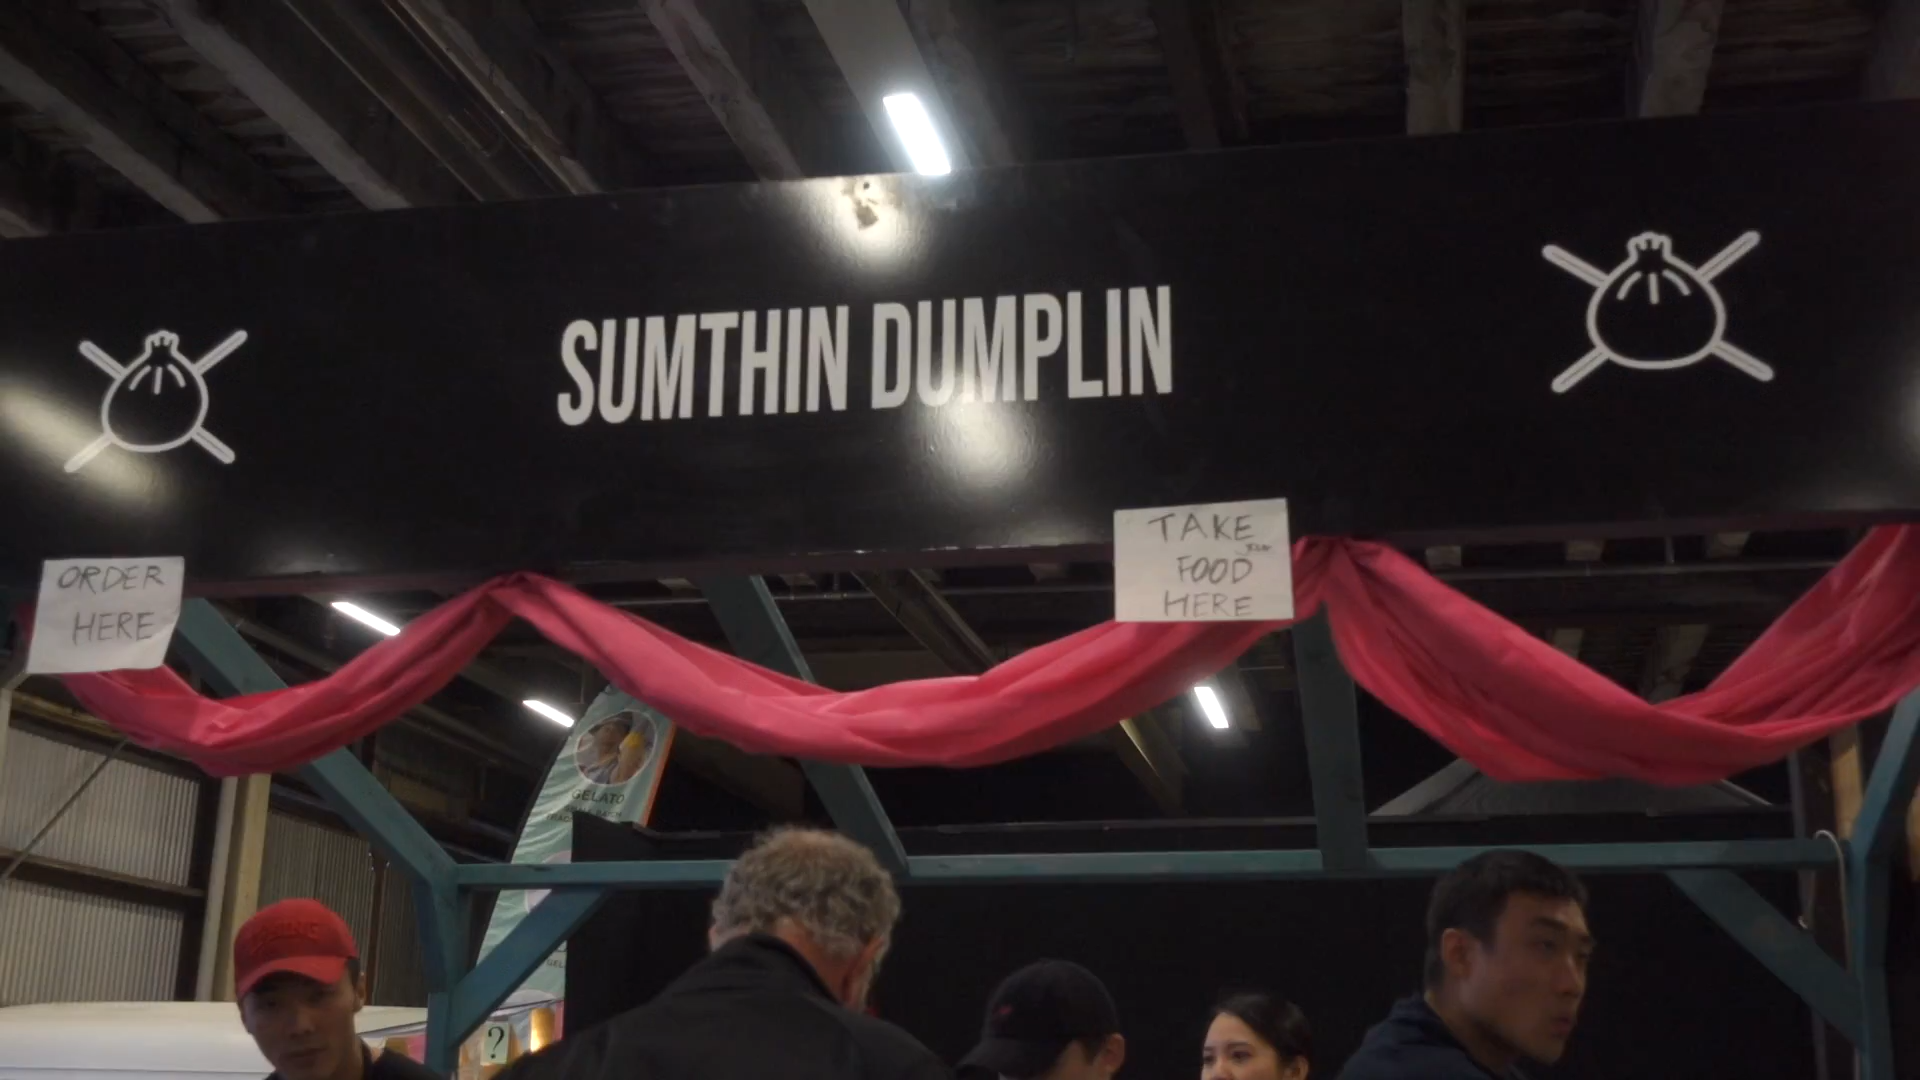 SUMTHIN DUMPLIN
ORDER
HERE
TAKE
FOOD
HERE
GELATO
?